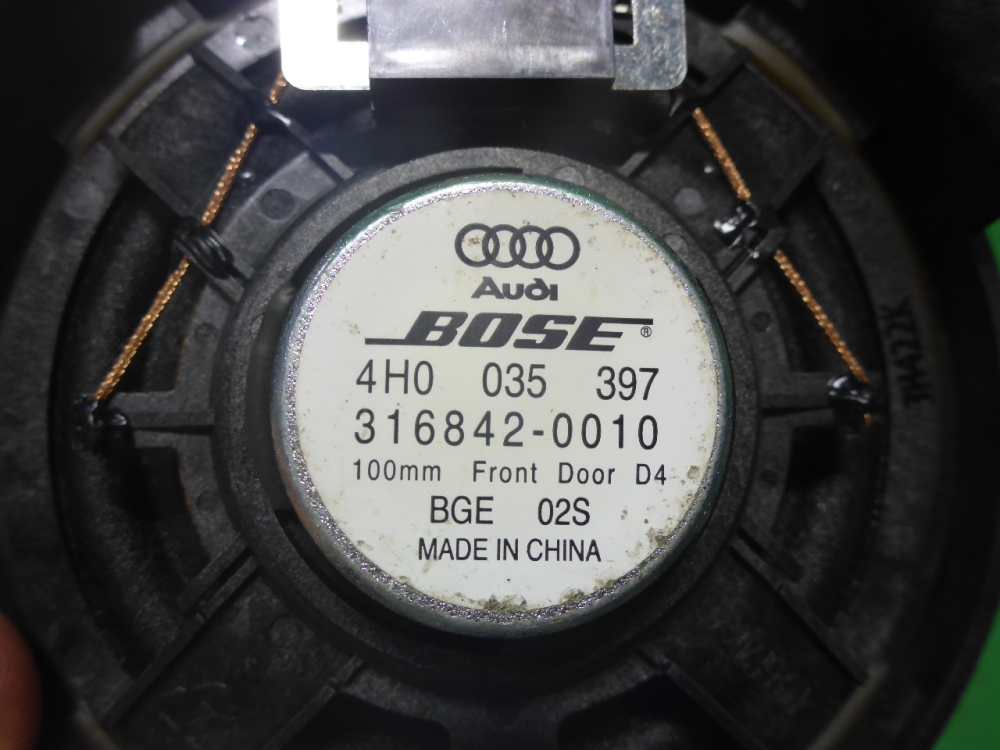 Audi
BOSE®
4H0 035 397
316842-0010
100mm Front Door D4
BGE 02S
MADE IN CHINA